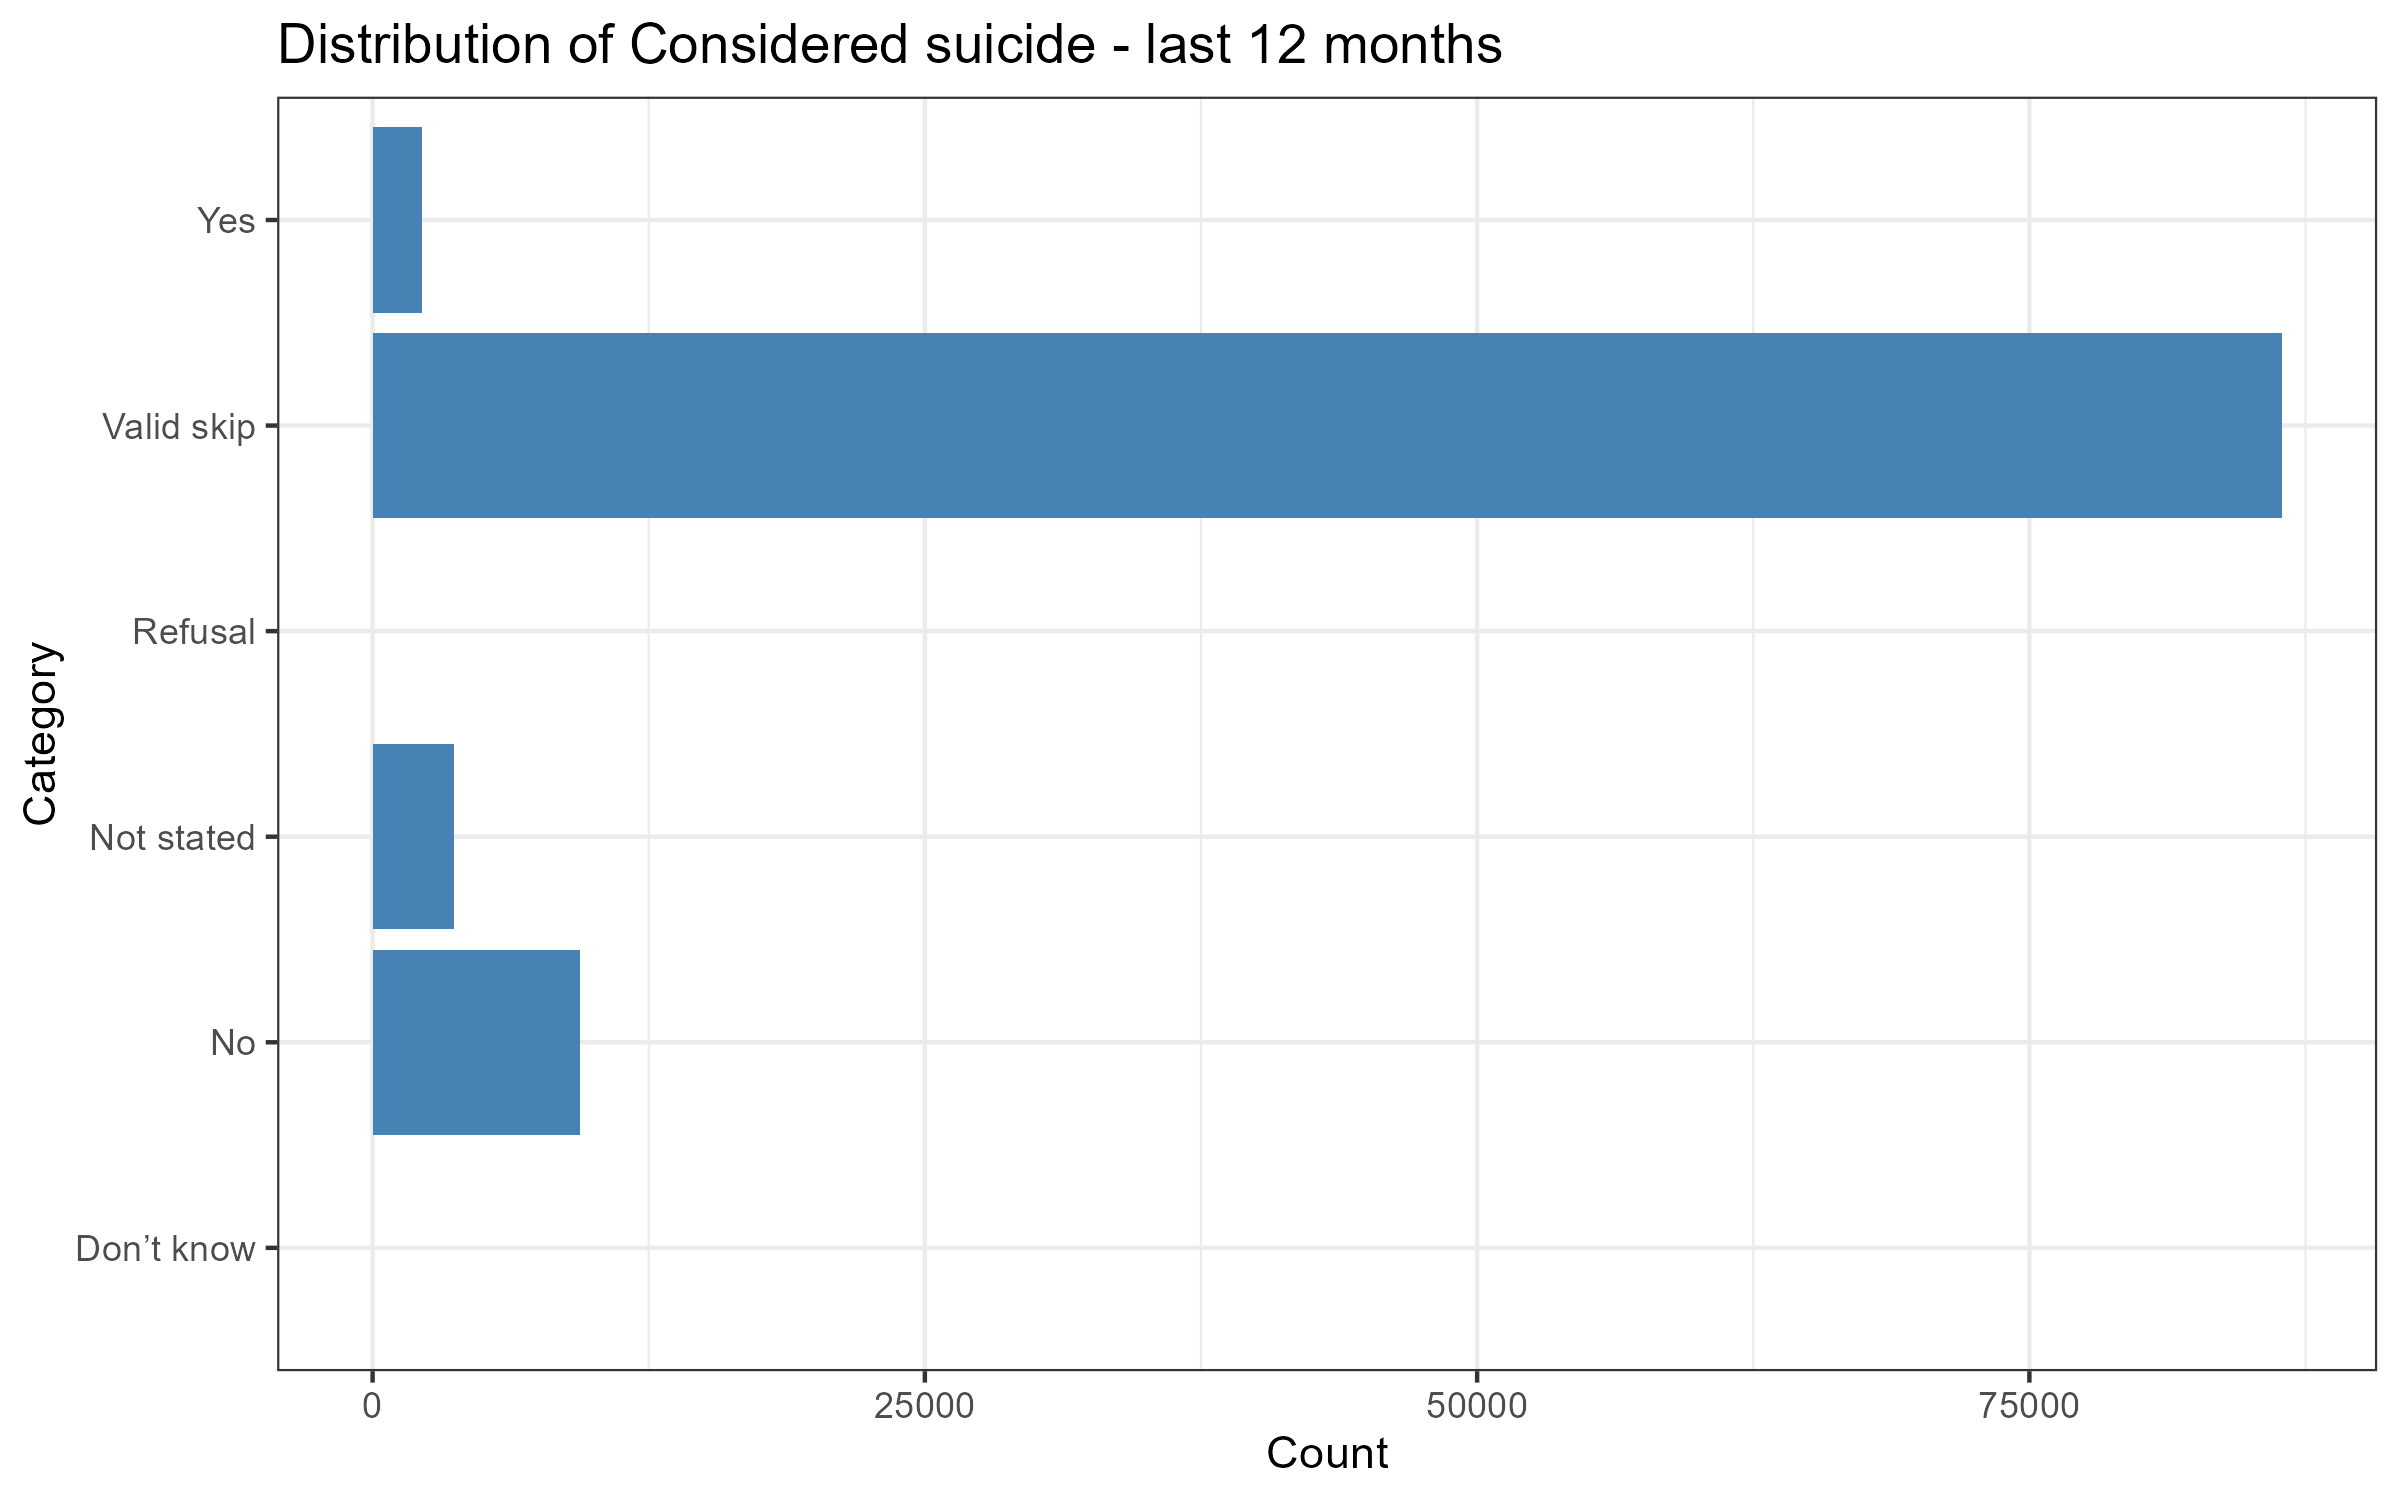 Distribution of Considered suicide - last 12 months
Category
Yes
Valid skip
Refusal
Not stated
No
Don’t know
0 25000 50000 75000
Count